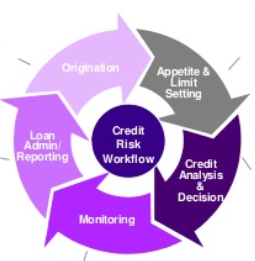 Origination
Appetite &
Limit
Setting
Credit
Analysis
&
Decision
Monitoring
Loan
Admin/
Reporting
Credit
Risk
Workflow